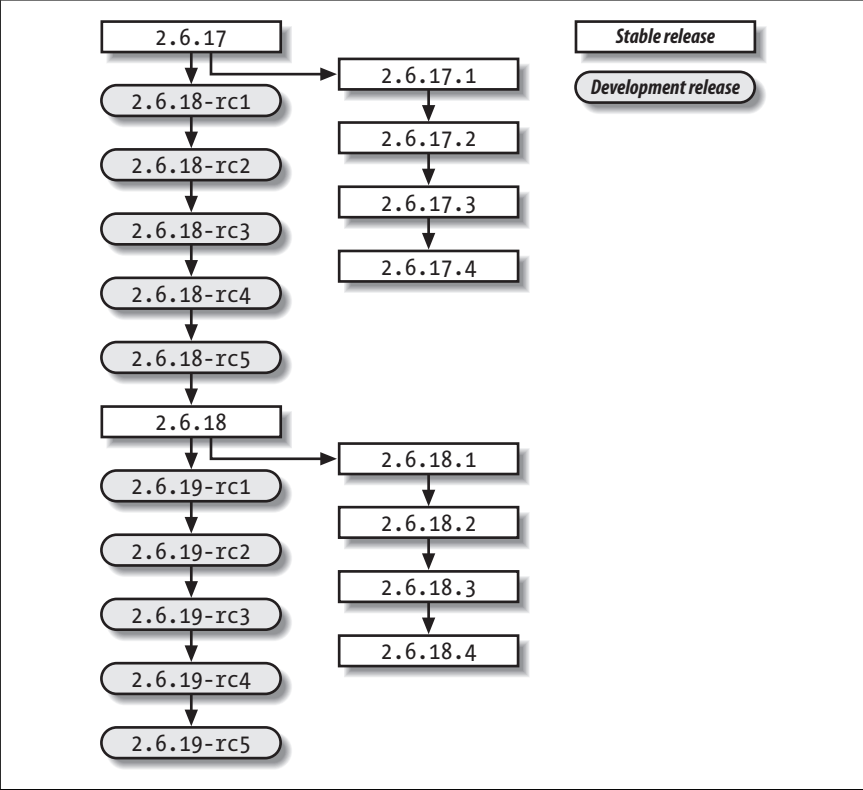 2.6.17
2.6.18-rc1
2.6.18-rc2
2.6.18-rc3
2.6.18-rc4
2.6.18-rc5
2.6.18
2.6.19-rc1
2.6.19-rc2
2.6.19-rc3
2.6.19-rc4
2.6.19-rc5
2.6.17.1
2.6.17.2
2.6.17.3
2.6.17.4
2.6.18.1
2.6.18.2
2.6.18.3
2.6.18.4
Stable release
Development release